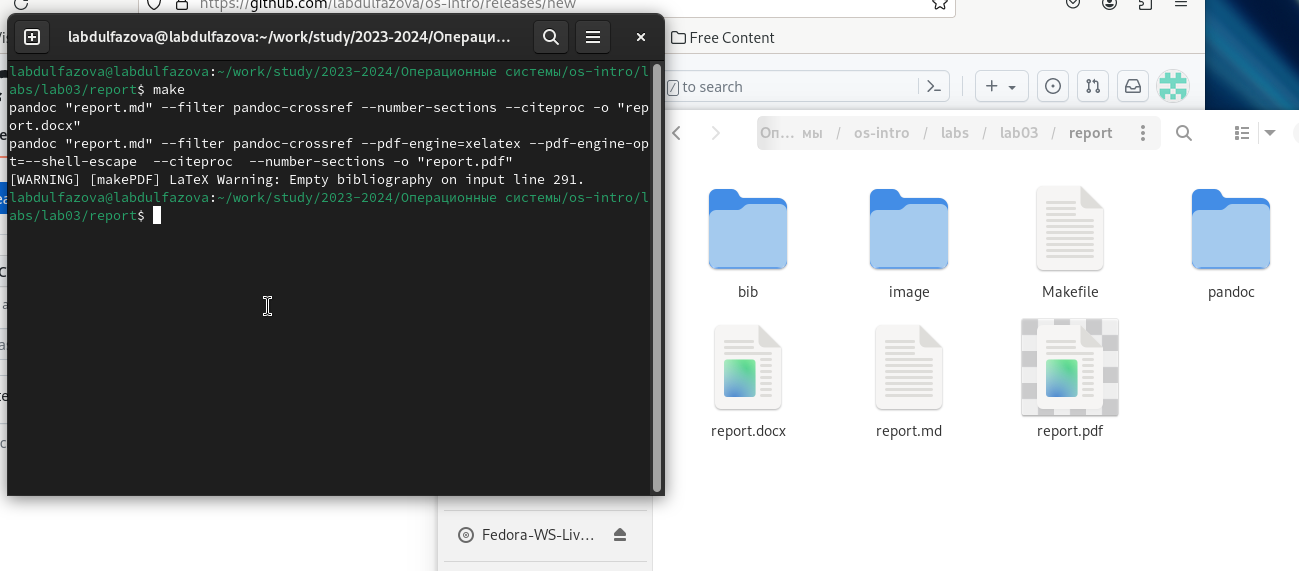 https://github.com/labdulfazova/os-intro/releases/new
labdulfazova@labdulfazova:~/work/study/2023-2024/Операци...
labdulfazova@labdulfazova:~/work/study/2023-2024/Операционные системы/os-intro/l
abs/lab03/report$ make
pandoc "report.md" --filter pandoc-crossref --number-sections --citeproc -o "rep
ort.docx"
pandoc "report.md" --filter pandoc-crossref --pdf-engine=xelatex --pdf-engine-op
t=--shell-escape  --citeproc  --number-sections -o "report.pdf"
[WARNING] [makePDF] LaTeX Warning: Empty bibliography on input line 291.
labdulfazova@labdulfazova:~/work/study/2023-2024/Операционные системы/os-intro/l
abs/lab03/report$
Free Content
/ to search
Оп... мы / os-intro / labs / lab03 / report
bib
image
Makefile
pandoc
report.docx
report.md
report.pdf
Fedora-WS-Liv...